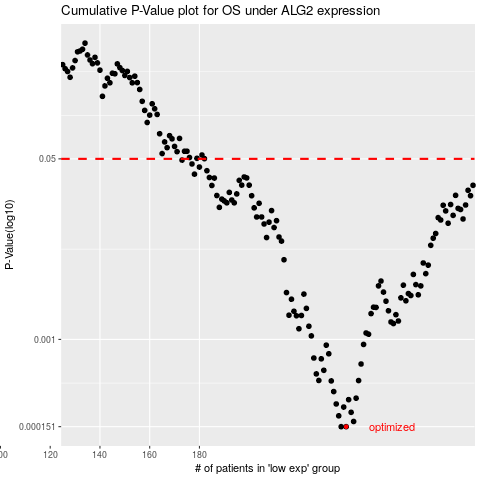 Cumulative P-Value plot for OS under ALG2 expression
P-Value(log10)
0.05
0.001
0.000151
optimized
00 120 140 160 180
# of patients in 'low exp' group